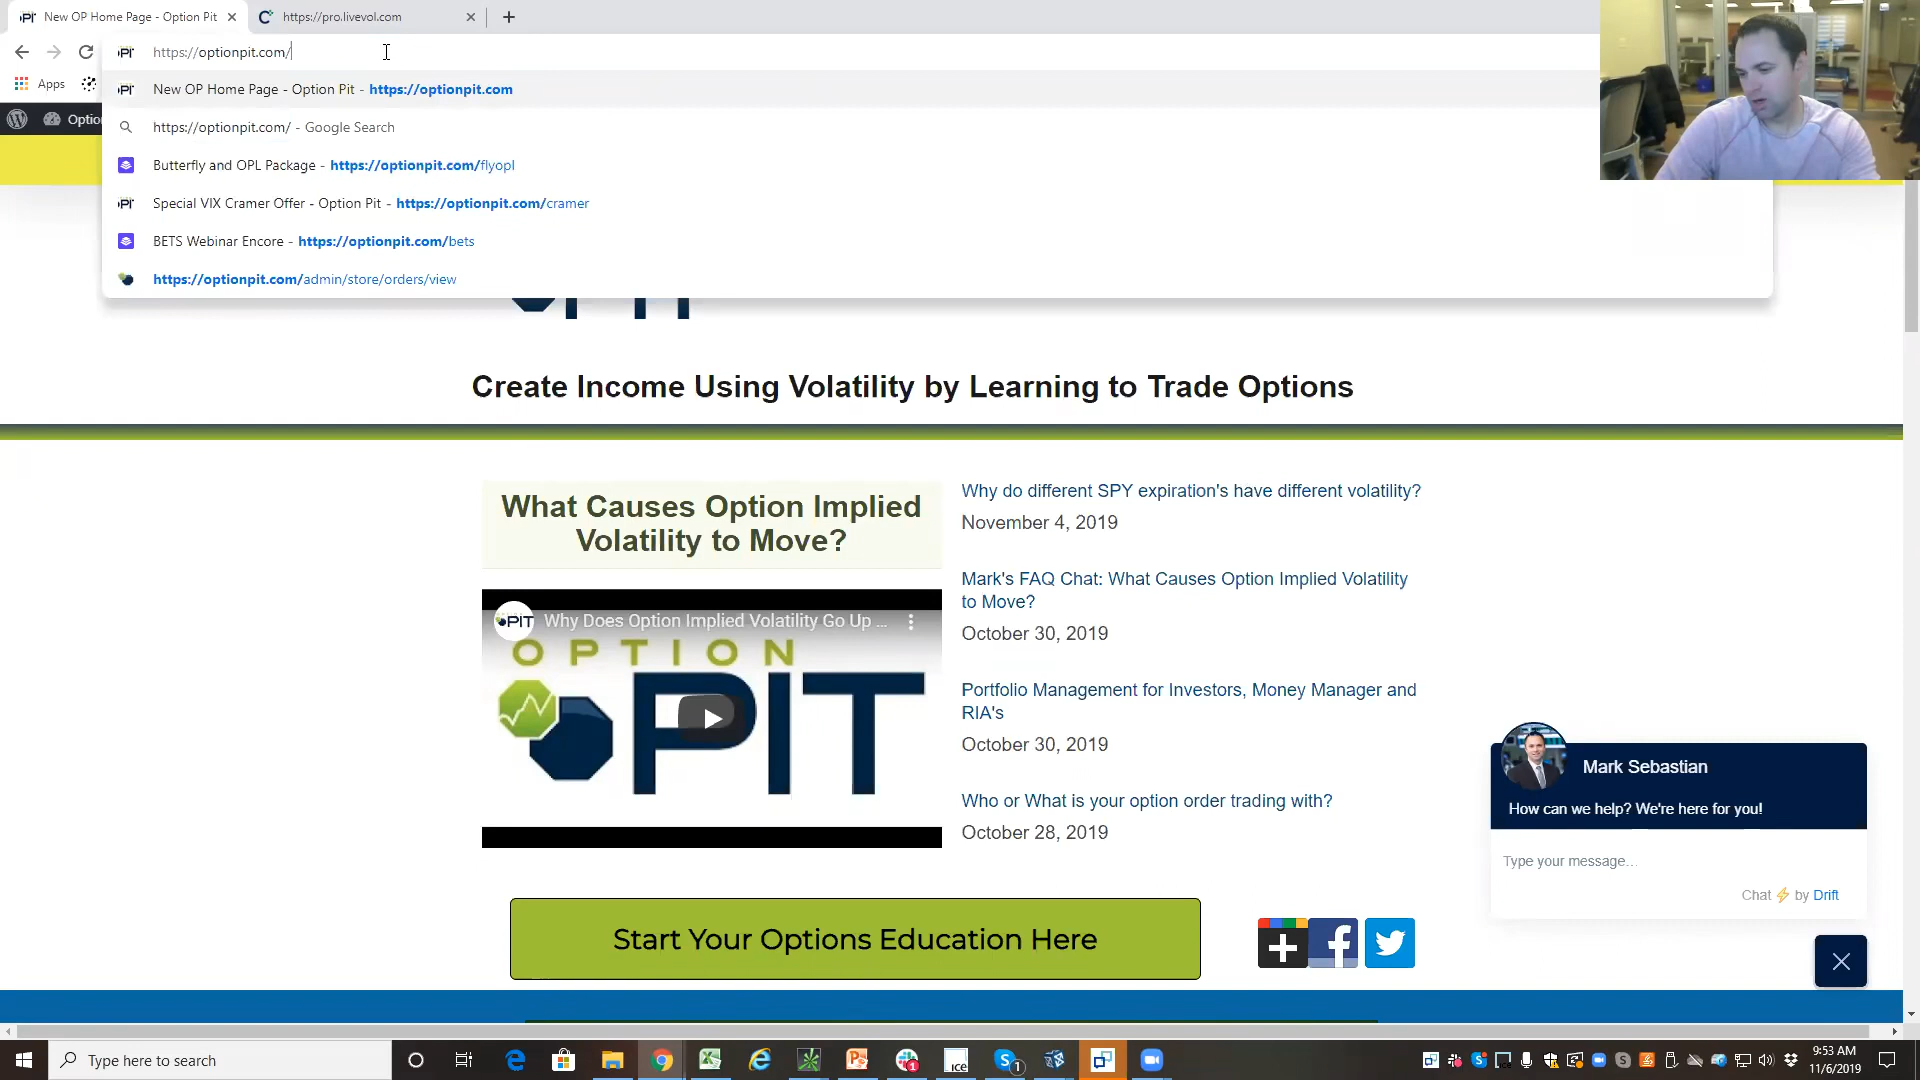 New OP Home Page - Option Pit
https://pro.livevol.com
https://optionpit.com/
Apps
New OP Home Page - Option Pit - https://optionpit.com
https://optionpit.com/ - Google Search
Optio
Butterfly and OPL Package - https://optionpit.com/flyopl
Special VIX Cramer Offer - Option Pit - https://optionpit.com/cramer
BETS Webinar Encore - https://optionpit.com/bets
https://optionpit.com/admin/store/orders/view
Create Income Using Volatility by Learning to Trade Options
What Causes Option Implied
Volatility to Move?
Why Does Option Implied Volatility Go Up ...
PIT
OPTION
PIT
Why do different SPY expiration's have different volatility?
November 4, 2019
Mark's FAQ Chat: What Causes Option Implied Volatility
to Move?
October 30, 2019
Portfolio Management for Investors, Money Manager and
RIA's
October 30, 2019
Who or What is your option order trading with?
October 28, 2019
Mark Sebastian
How can we help? We're here for you!
Type your message...
Chat ⚡ by Drift
Start Your Options Education Here
Type here to search
ICE
1
1
9:53 AM
11/6/2019